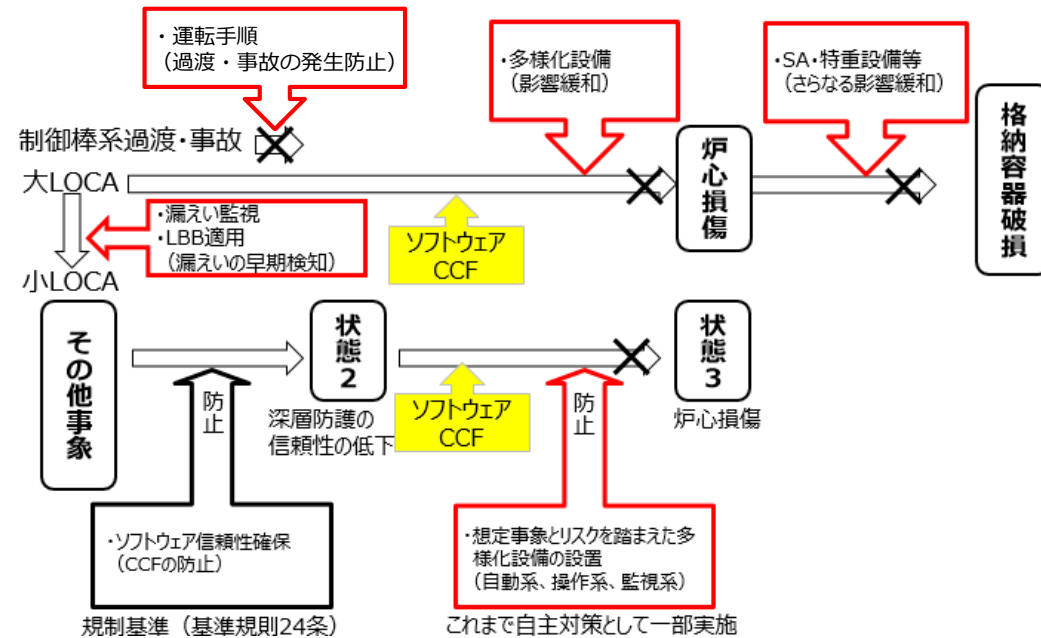 ・運転手順
（過渡・事故の発生防止）
・多様化設備
（影響緩和）
・SA・特重設備等
（さらなる影響緩和）
制御棒系過渡・事故
大LOCA
炉心損傷
格納容器破損
・漏えい監視
・LBB適用
（漏えいの早期検知）
ソフトウェア
CCF
小LOCA
その他事象
防止
状態２
深層防護の
信頼性の低下
ソフトウェア
CCF
防止
状態３
炉心損傷
・ソフトウェア信頼性確保
（CCFの防止）
・想定事象とリスクを踏まえた多
様化設備の設置
（自動系、操作系、監視系）
規制基準（基準規則24条）
これまで自主対策として一部実施